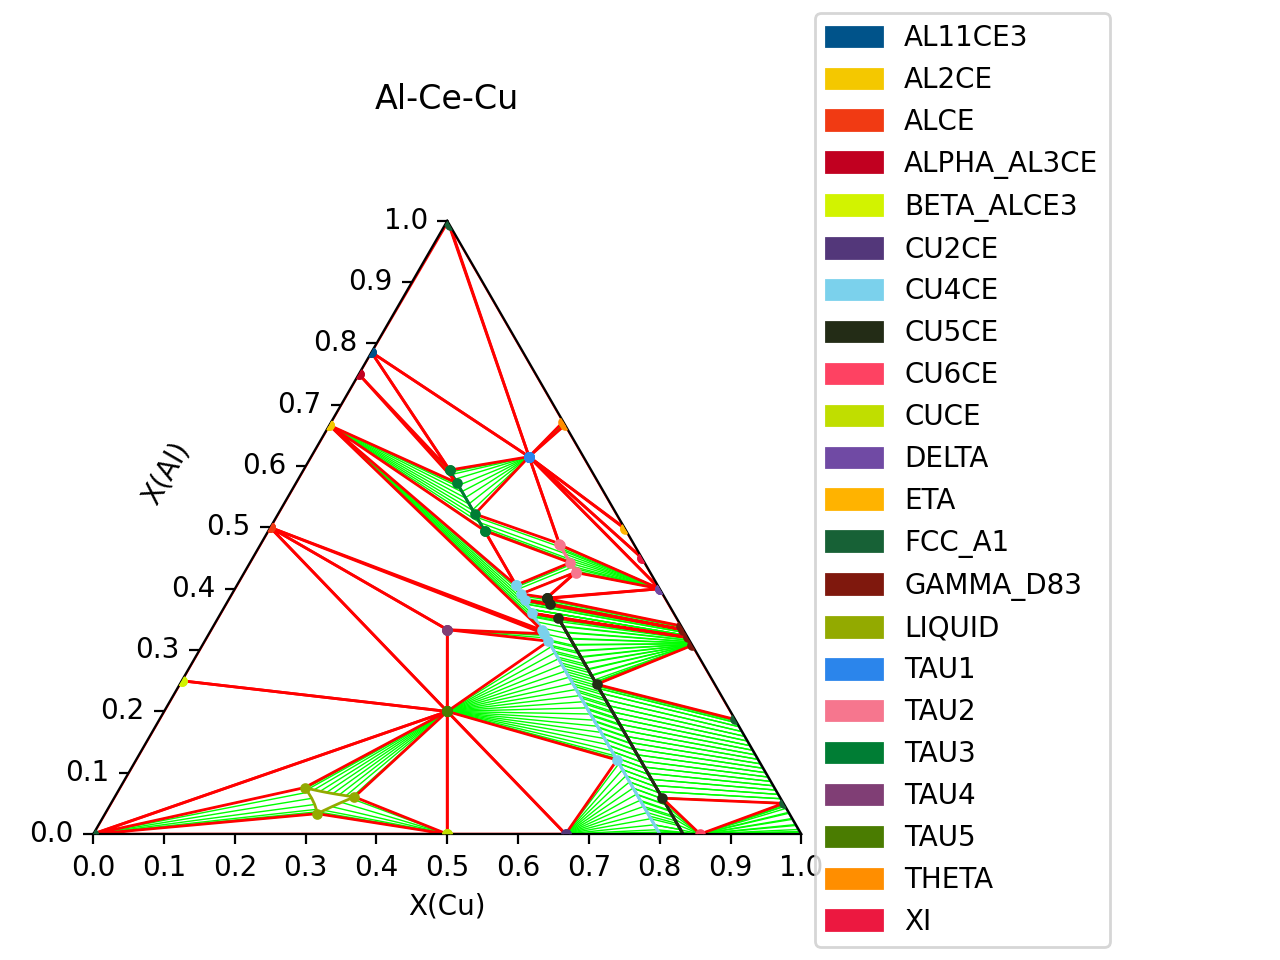 Al-Ce-Cu
1.0
0.9
0.8
0.7
0.6
0.5
0.4
0.3
0.2
0.1
0.0
X(Al)
0.0 0.1 0.2 0.3 0.4 0.5 0.6 0.7 0.8 0.9 1.0
X(Cu)
AL11CE3
AL2CE
ALCE
ALPHA_AL3CE
BETA_ALCE3
CU2CE
CU4CE
CU5CE
CU6CE
CUCE
DELTA
ETA
FCC_A1
GAMMA_D83
LIQUID
TAU1
TAU2
TAU3
TAU4
TAU5
THETA
XI